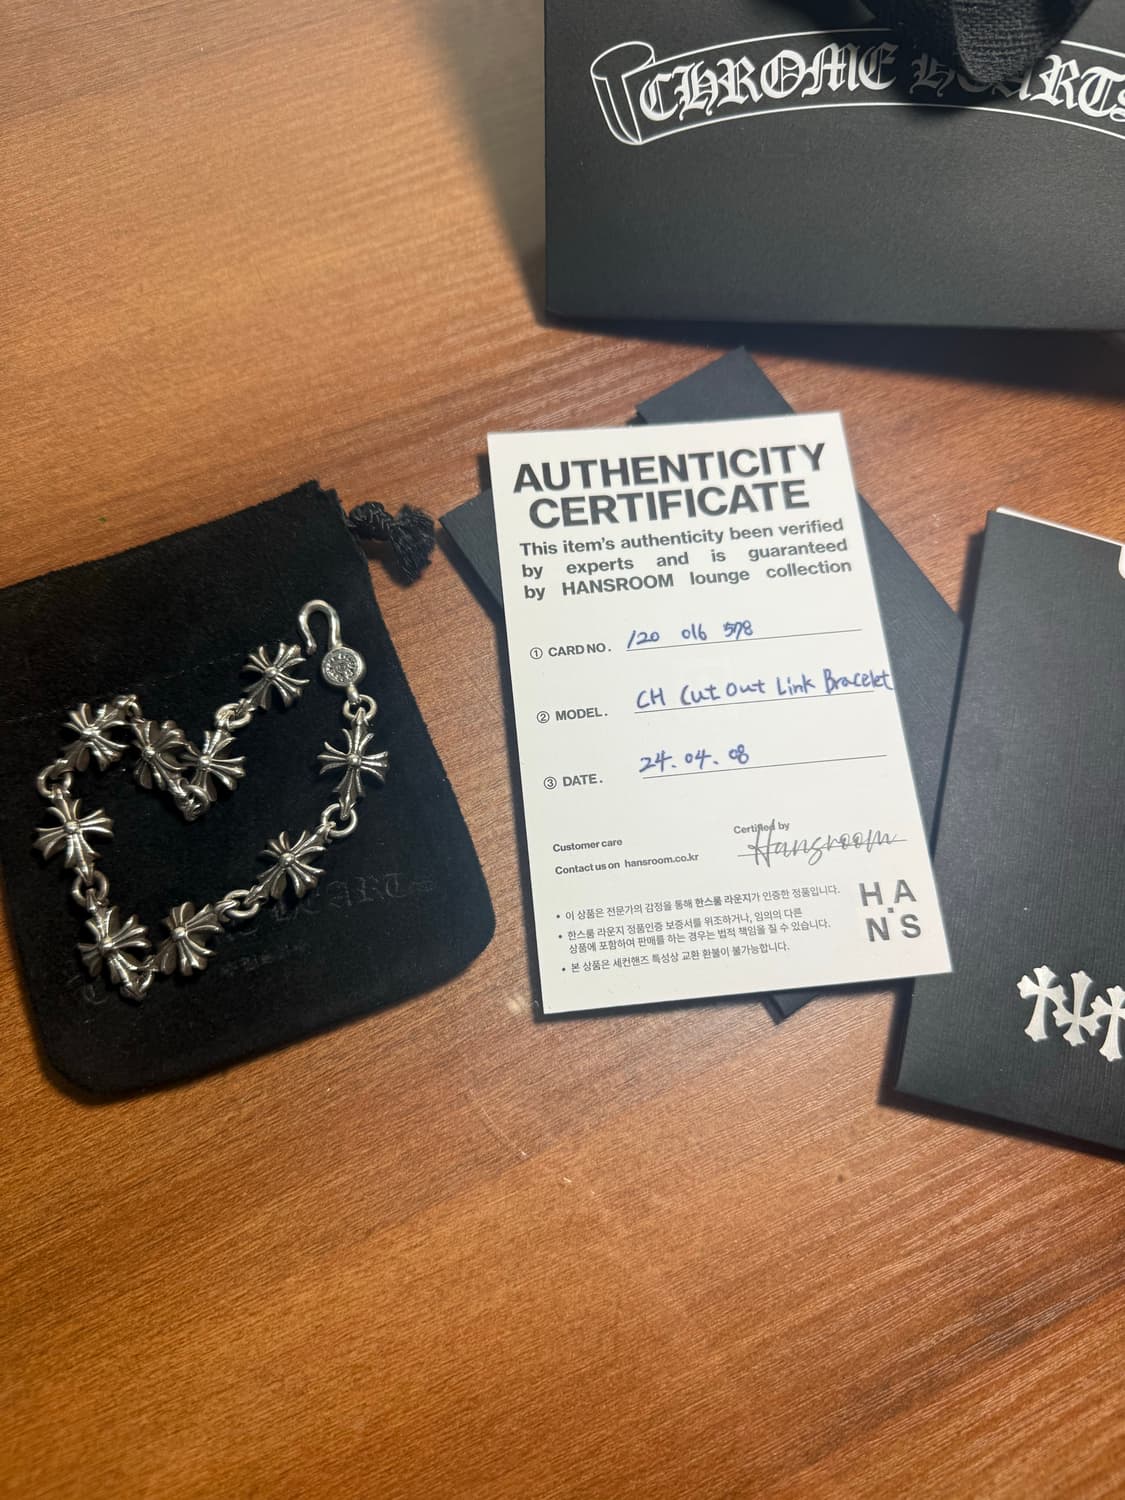 CHROME HEARTS
AUTHENTICITY
CERTIFICATE
This item's authenticity been verified
by experts and is guaranteed
by HANSROOM lounge collection
① CARD NO. 120 016 578
② MODEL. CH Cut Out Link Bracelet
③ DATE. 24.04.08
Customer care
Contact us on hansroom.co.kr
Certified by
Hansroom
• 이 상품은 전문가의 감정을 통해 한스룸 라운지가 인증한 정품입니다.
• 한스룸 라운지 정품인증 보증서를 위조하거나, 임의의 다른
상품에 포함하여 판매를 하는 경우는 법적 책임을 질 수 있습니다.
• 본 상품은 세컨핸즈 특성상 교환 환불이 불가능합니다.
HA
N'S
HEARTS